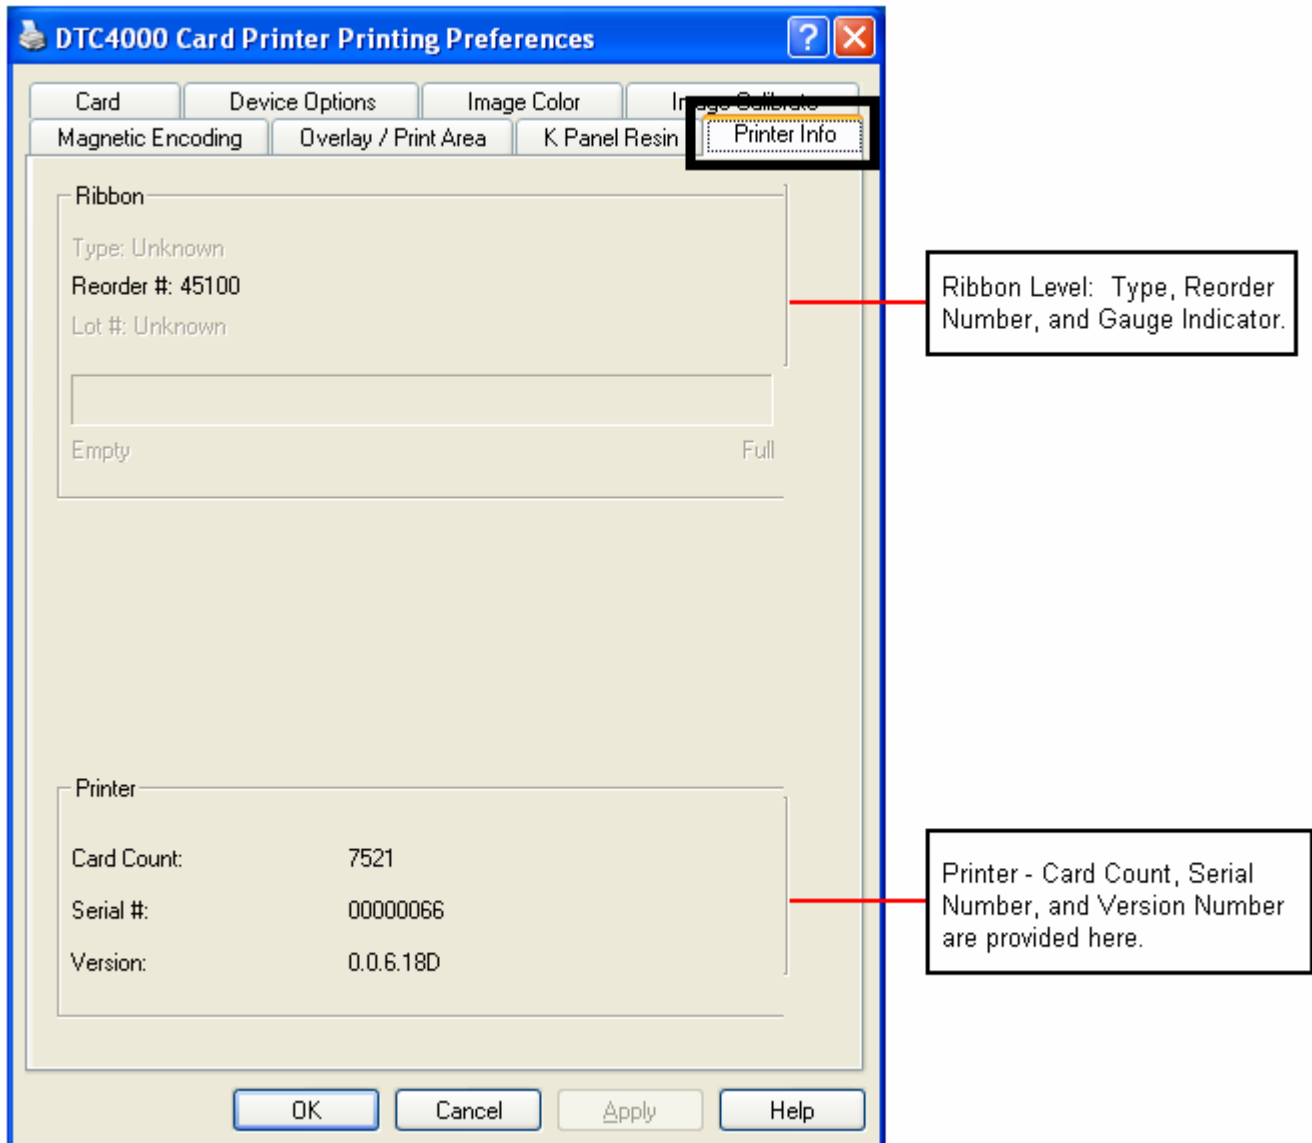 DTC4000 Card Printer Printing Preferences
Card Device Options Image Color Image Calibrate
Magnetic Encoding Overlay / Print Area K Panel Resin Printer Info
Ribbon
Type: Unknown
Reorder #: 45100
Lot #: Unknown
Empty Full
Ribbon Level: Type, Reorder
Number, and Gauge Indicator.
Printer
Card Count: 7521
Serial #: 00000066
Version: 0.0.6.18D
Printer - Card Count, Serial
Number, and Version Number
are provided here.
OK Cancel Apply Help